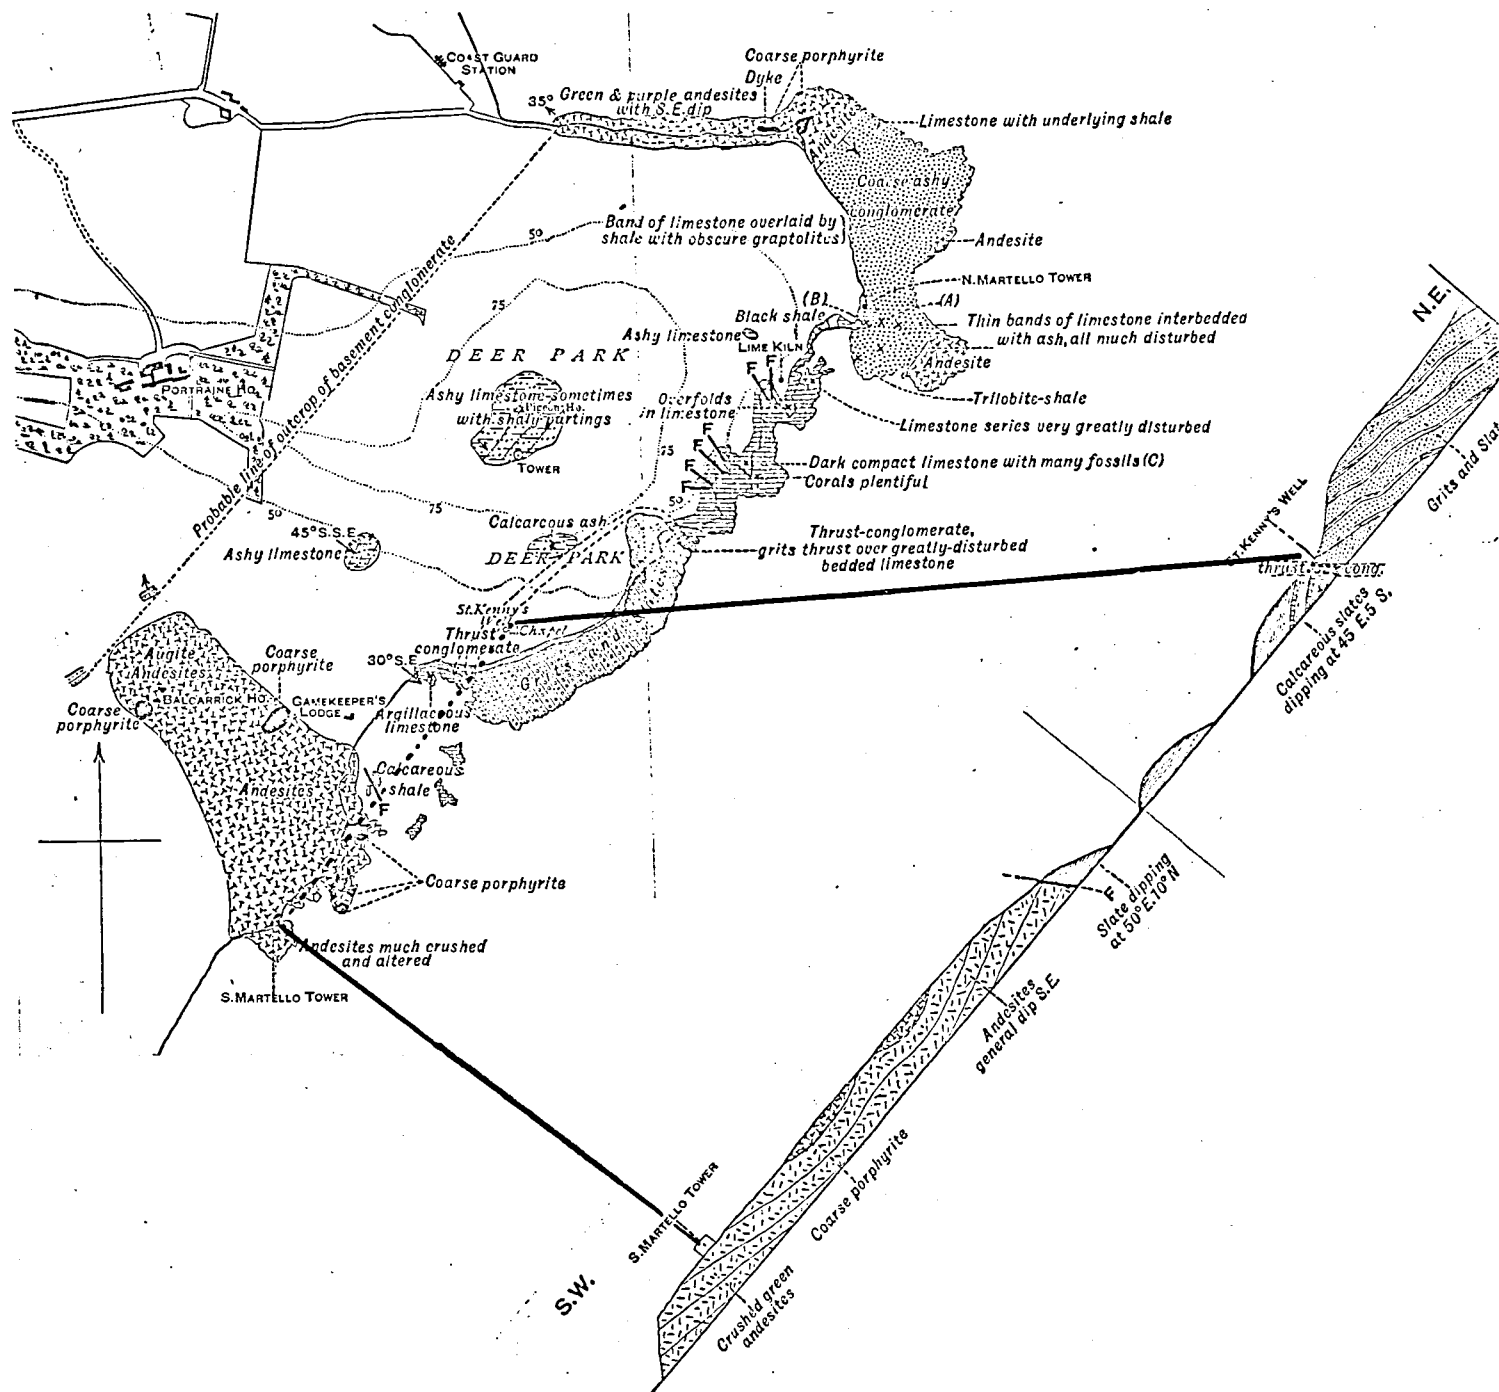 COAST GUARD
STATION
Coarse porphyrite
Dyke
35°
Green & purple andesites
with S.E. dip
Limestone with underlying shale
Andesite
Coarse ashy
conglomerate
Band of limestone overlaid by
shale with obscure graptolites
50
Andesite
N. MARTELLO TOWER
(A)
(B)
Black shale
Thin bands of limestone interbedded
with ash, all much disturbed
Andesite
Trilobite-shale
75
Ashy limestone
LIME KILN
F
F
DEER PARK
Ashy limestone sometimes
with shaly partings
TOWER
Overfolds
in limestone
Limestone series very greatly disturbed
F
F
F
F
75
Dark compact limestone with many fossils (C)
Corals plentiful
50
Probable line of outcrop of basement conglomerate
PORTRAINE HO.
50
75
45° S.S.E.
Ashy limestone
Calcareous ash
DEER PARK
Thrust-conglomerate,
grits thrust over greatly-disturbed
bedded limestone
St. Kenny's
Well
Chapel
Thrust
conglomerate
30° S.E.
Grits and Slates
Augite
Andesites
Coarse
porphyrite
BALCARRICK HO.
GAMEKEEPER'S
LODGE
Coarse
porphyrite
Argillaceous
limestone
Calcareous
shale
F
Andesites
Coarse porphyrite
Andesites much crushed
and altered
S. MARTELLO TOWER
N.E.
Grits and Slat
ST. KENNY'S WELL
thrust cong.
Calcareous slates
dipping at 45 E.5 S.
F
Slate dipping
at 50° E.10° N
Andesites
general dip S.E.
Coarse porphyrite
S. MARTELLO TOWER
S.W.
Crushed green
andesites